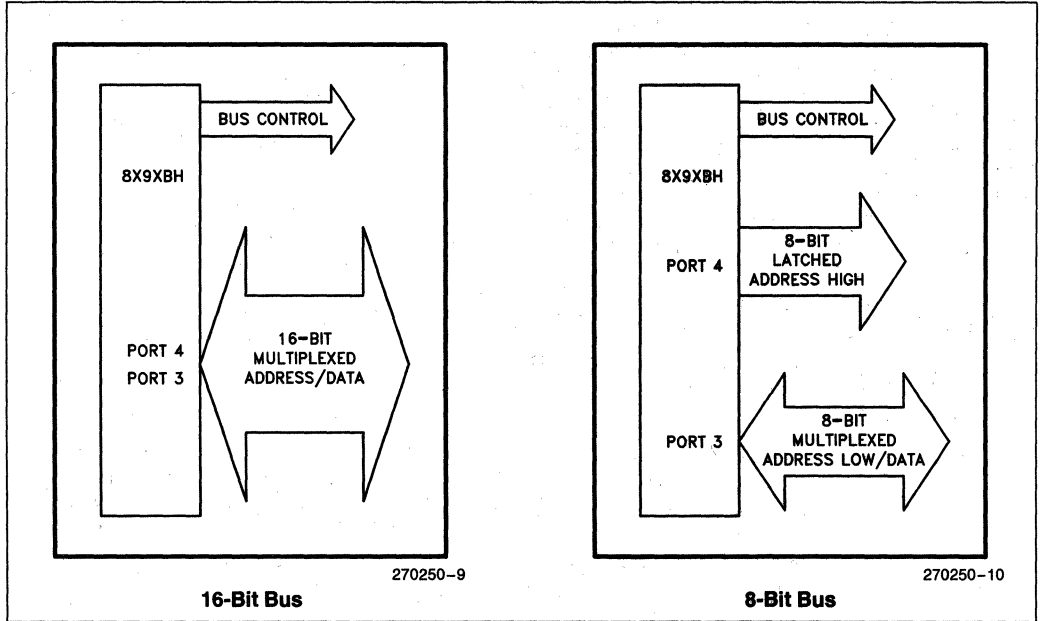 BUS CONTROL
8X9XBH
PORT 4
PORT 3
16-BIT
MULTIPLEXED
ADDRESS/DATA
270250-9
16-Bit Bus
BUS CONTROL
8X9XBH
PORT 4
8-BIT
LATCHED
ADDRESS HIGH
PORT 3
8-BIT
MULTIPLEXED
ADDRESS LOW/DATA
270250-10
8-Bit Bus